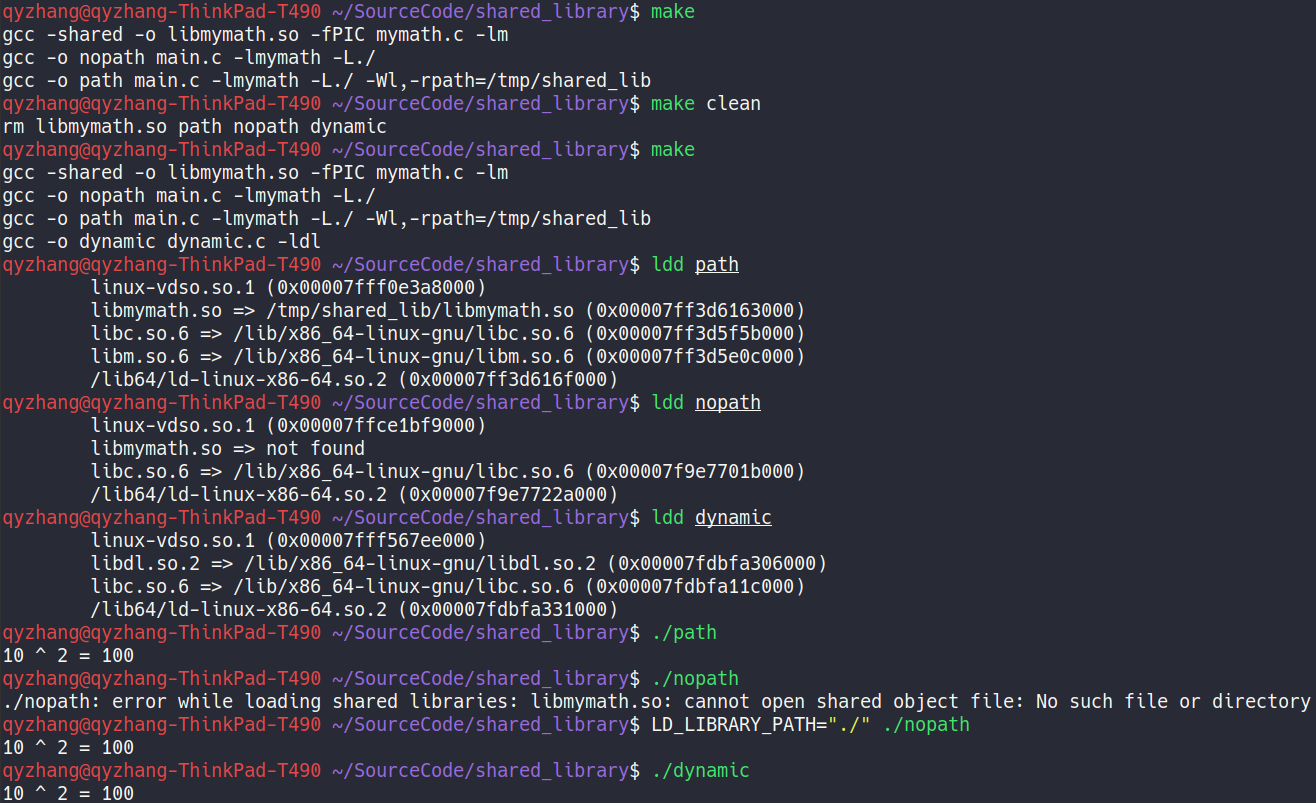 qyzhang@qyzhang-ThinkPad-T490 ~/SourceCode/shared_library$ make
gcc -shared -o libmymath.so -fPIC mymath.c -lm
gcc -o nopath main.c -lmymath -L./
gcc -o path main.c -lmymath -L./ -Wl,-rpath=/tmp/shared_lib
qyzhang@qyzhang-ThinkPad-T490 ~/SourceCode/shared_library$ make clean
rm libmymath.so path nopath dynamic
qyzhang@qyzhang-ThinkPad-T490 ~/SourceCode/shared_library$ make
gcc -shared -o libmymath.so -fPIC mymath.c -lm
gcc -o nopath main.c -lmymath -L./
gcc -o path main.c -lmymath -L./ -Wl,-rpath=/tmp/shared_lib
gcc -o dynamic dynamic.c -ldl
qyzhang@qyzhang-ThinkPad-T490 ~/SourceCode/shared_library$ ldd path
        linux-vdso.so.1 (0x00007fff0e3a8000)
        libmymath.so => /tmp/shared_lib/libmymath.so (0x00007ff3d6163000)
        libc.so.6 => /lib/x86_64-linux-gnu/libc.so.6 (0x00007ff3d5f5b000)
        libm.so.6 => /lib/x86_64-linux-gnu/libm.so.6 (0x00007ff3d5e0c000)
        /lib64/ld-linux-x86-64.so.2 (0x00007ff3d616f000)
qyzhang@qyzhang-ThinkPad-T490 ~/SourceCode/shared_library$ ldd nopath
        linux-vdso.so.1 (0x00007ffce1bf9000)
        libmymath.so => not found
        libc.so.6 => /lib/x86_64-linux-gnu/libc.so.6 (0x00007f9e7701b000)
        /lib64/ld-linux-x86-64.so.2 (0x00007f9e7722a000)
qyzhang@qyzhang-ThinkPad-T490 ~/SourceCode/shared_library$ ldd dynamic
        linux-vdso.so.1 (0x00007fff567ee000)
        libdl.so.2 => /lib/x86_64-linux-gnu/libdl.so.2 (0x00007fdbfa306000)
        libc.so.6 => /lib/x86_64-linux-gnu/libc.so.6 (0x00007fdbfa11c000)
        /lib64/ld-linux-x86-64.so.2 (0x00007fdbfa331000)
qyzhang@qyzhang-ThinkPad-T490 ~/SourceCode/shared_library$ ./path
10 ^ 2 = 100
qyzhang@qyzhang-ThinkPad-T490 ~/SourceCode/shared_library$ ./nopath
./nopath: error while loading shared libraries: libmymath.so: cannot open shared object file: No such file or directory
qyzhang@qyzhang-ThinkPad-T490 ~/SourceCode/shared_library$ LD_LIBRARY_PATH="./" ./nopath
10 ^ 2 = 100
qyzhang@qyzhang-ThinkPad-T490 ~/SourceCode/shared_library$ ./dynamic
10 ^ 2 = 100